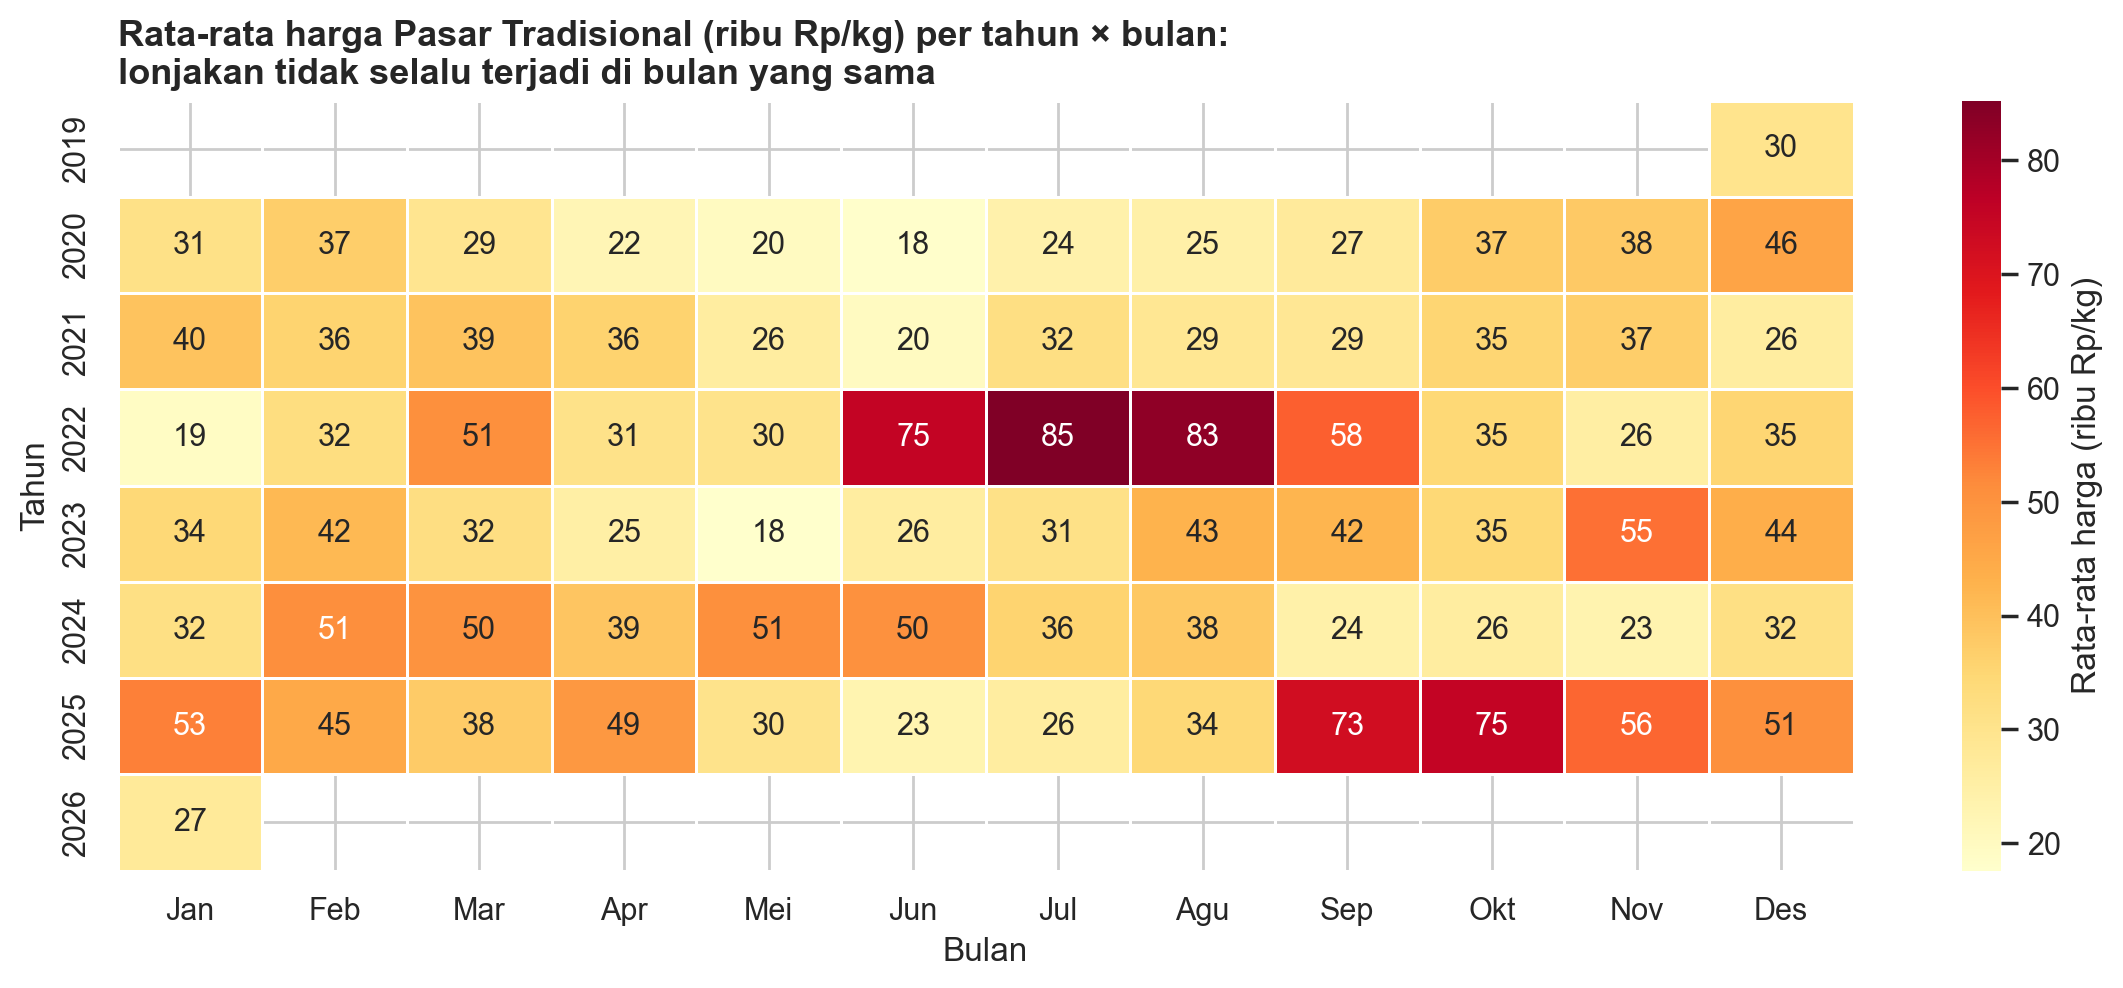 Rata-rata harga Pasar Tradisional (ribu Rp/kg) per tahun × bulan:
lonjakan tidak selalu terjadi di bulan yang sama
2019 30
2020 31 37 29 22 20 18 24 25 27 37 38 46
2021 40 36 39 36 26 20 32 29 29 35 37 26
2022 19 32 51 31 30 75 85 83 58 35 26 35
2023 34 42 32 25 18 26 31 43 42 35 55 44
2024 32 51 50 39 51 50 36 38 24 26 23 32
2025 53 45 38 49 30 23 26 34 73 75 56 51
2026 27
Jan Feb Mar Apr Mei Jun Jul Agu Sep Okt Nov Des
Bulan
Tahun
80
70
60
50
40
30
20
Rata-rata harga (ribu Rp/kg)